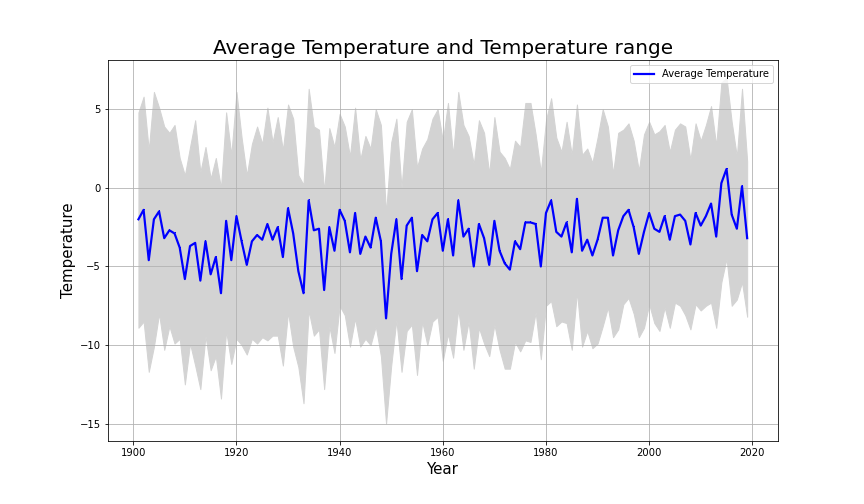 Average Temperature and Temperature range
Average Temperature
Temperature
5
0
−5
−10
−15
1900 1920 1940 1960 1980 2000 2020
Year